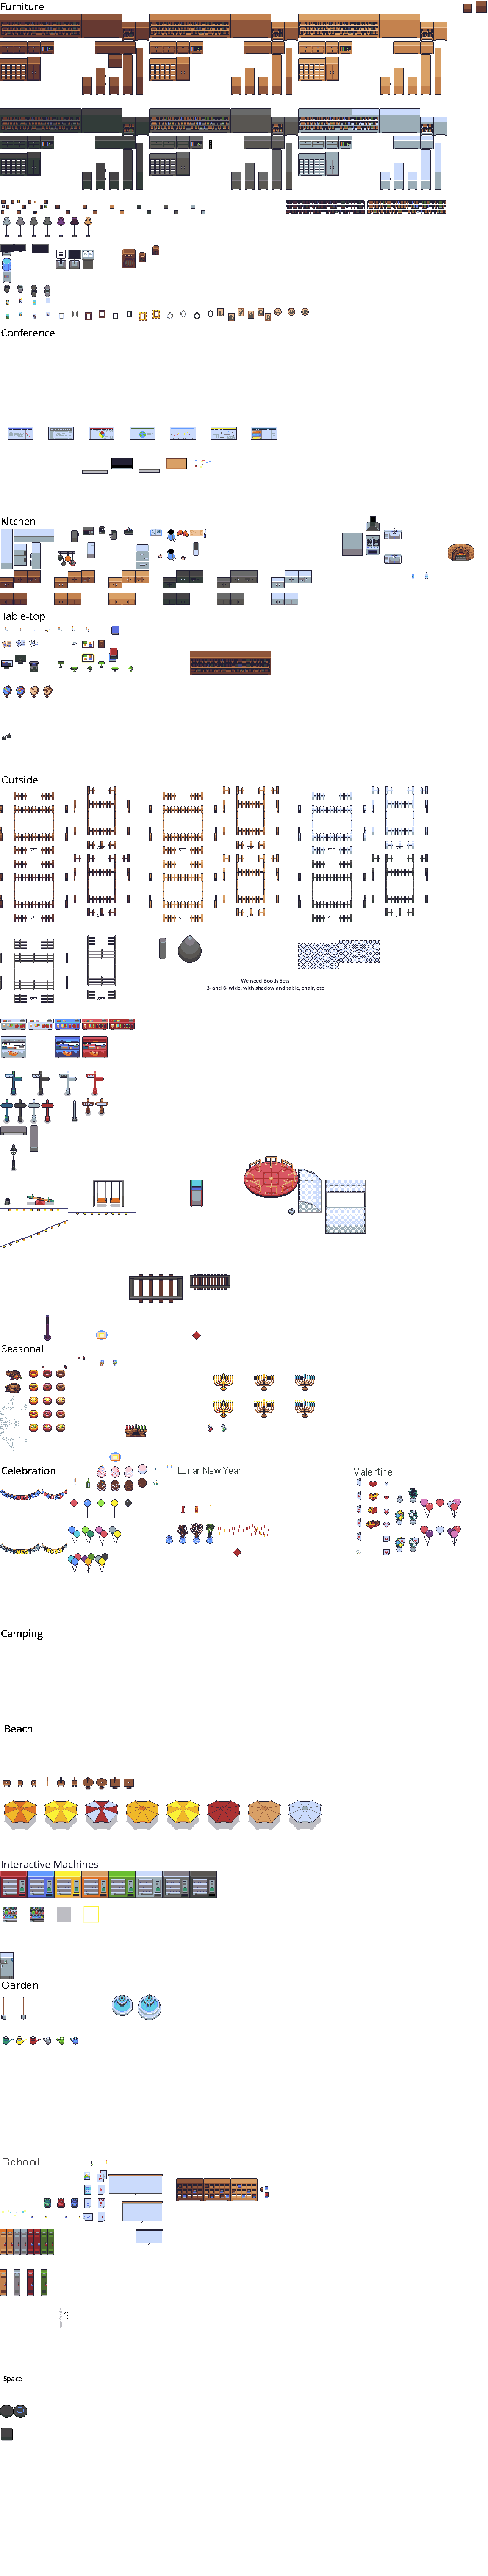 Furniture
Conference
Kitchen
Table-top
Outside
We need Booth Sets
3- and 6- wide, with shadow and table, chair, etc
Seasonal
Celebration
Lunar New Year
Valentine
Camping
Beach
Interactive Machines
Garden
School
Space